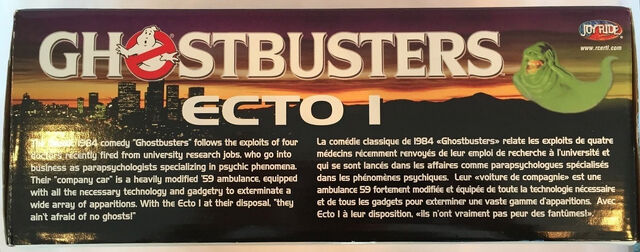 GHOSTBUSTERS
JOY RIDE
www.rcertl.com
ECTO 1
The 1984 comedy "Ghostbusters" follows the exploits of four
doctors recently fired from university research jobs, who go into
business as parapsychologists specializing in psychic phenomena.
Their "company car" is a heavily modified '59 ambulance, equipped
with all the necessary technology and gadgetry to exterminate a
wide array of apparitions. With the Ecto 1 at their disposal, "they
ain't afraid of no ghosts!"
La comédie classique de 1984 «Ghostbusters» relate les exploits de quatre
médecins récemment renvoyés de leur emploi de recherche à l'université et
qui se sont lancés dans les affaires comme parapsychologues spécialisés
dans les phénomènes psychiques. Leur «voiture de compagnie» est une
ambulance 59 fortement modifiée et équipée de toute la technologie nécessaire
et de tous les gadgets pour exterminer une vaste gamme d'apparitions. Avec
Ecto 1 à leur disposition, «ils n'ont vraiment pas peur des fantûmes!».